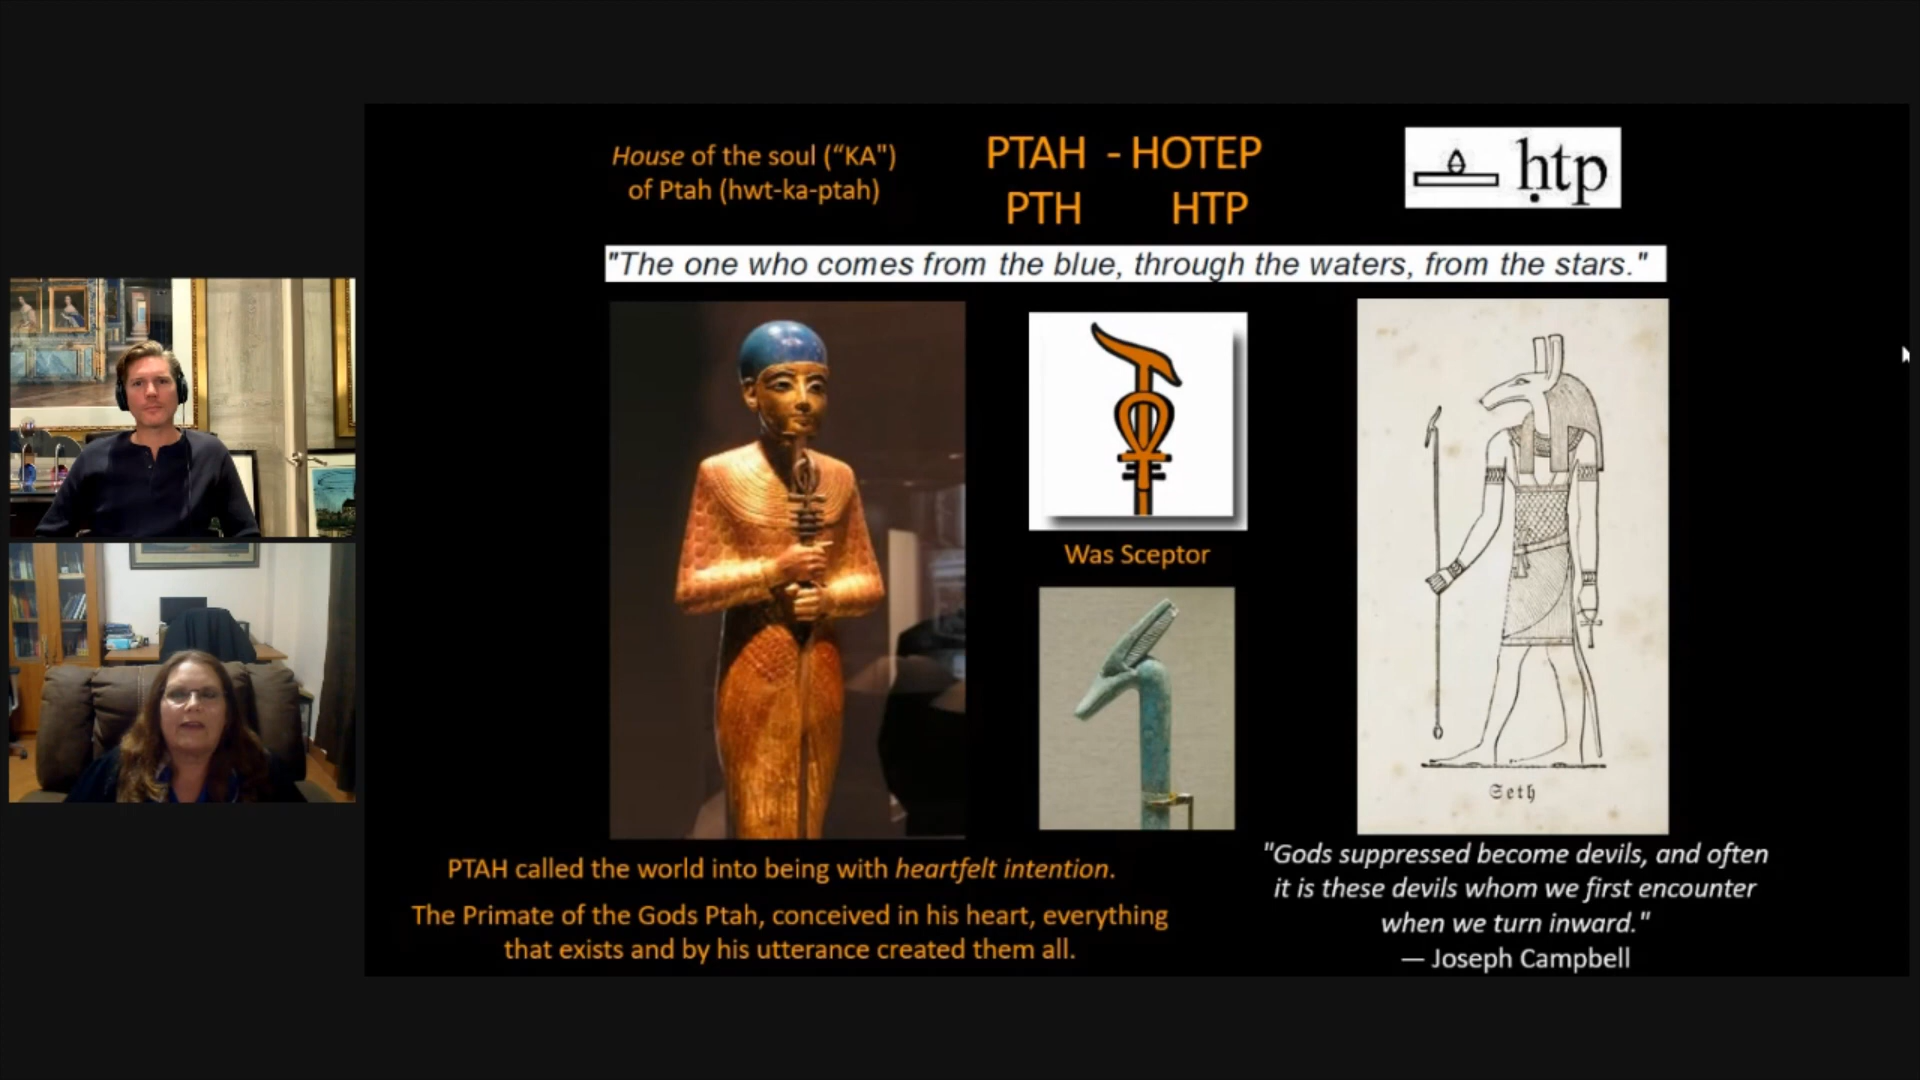 House of the soul (“KA")
of Ptah (hwt-ka-ptah)
PTAH - HOTEP
PTH HTP
ḥtp
"The one who comes from the blue, through the waters, from the stars."
Was Sceptor
Seth
PTAH called the world into being with heartfelt intention.
The Primate of the Gods Ptah, conceived in his heart, everything
that exists and by his utterance created them all.
"Gods suppressed become devils, and often
it is these devils whom we first encounter
when we turn inward."
— Joseph Campbell